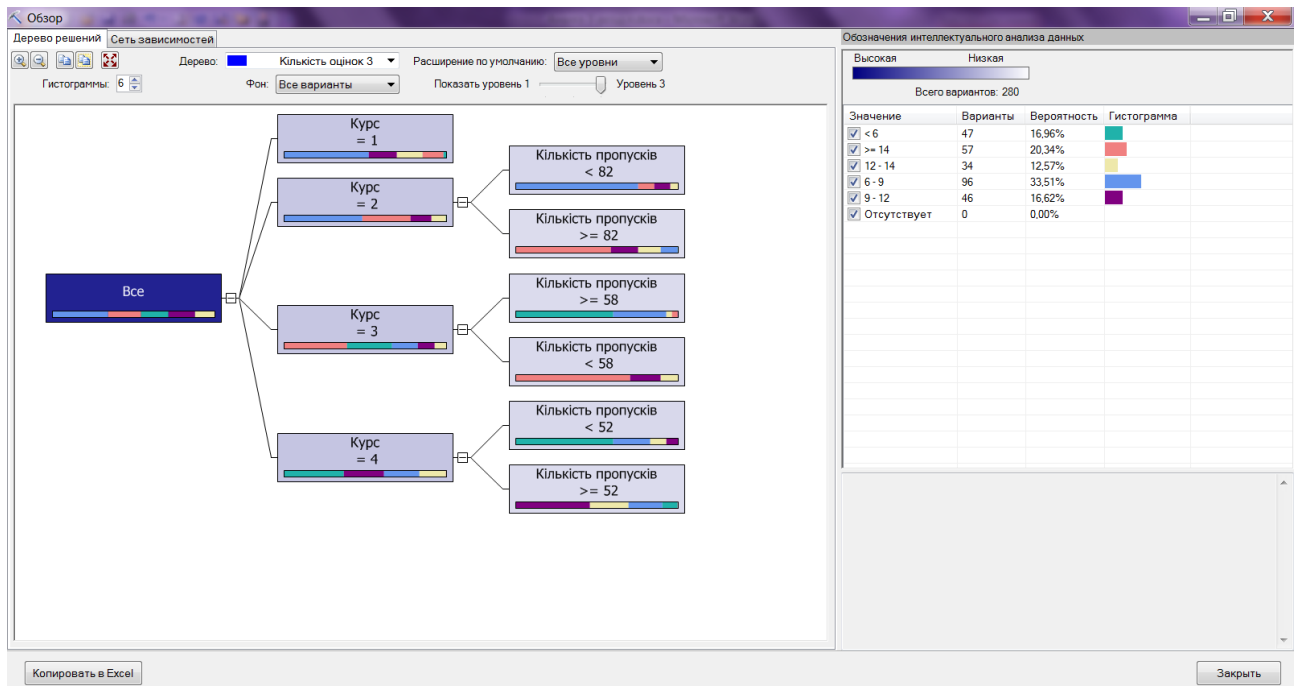 Обзор
Дерево решений Сеть зависимостей
Дерево: Кількість оцінок 3 Расширение по умолчанию: Все уровни
Гистограммы: 6 Фон: Все варианты Показать уровень 1 Уровень 3
Все
Курс
= 1
Курс
= 2
Кількість пропусків
< 82
Кількість пропусків
>= 82
Курс
= 3
Кількість пропусків
>= 58
Кількість пропусків
< 58
Курс
= 4
Кількість пропусків
< 52
Кількість пропусків
>= 52
Обозначения интеллектуального анализа данных
Высокая Низкая
Всего вариантов: 280
Значение Варианты Вероятность Гистограмма
< 6 47 16,96%
>= 14 57 20,34%
12 - 14 34 12,57%
6 - 9 96 33,51%
9 - 12 46 16,62%
Отсутствует 0 0,00%
Копировать в Excel
Закрыть